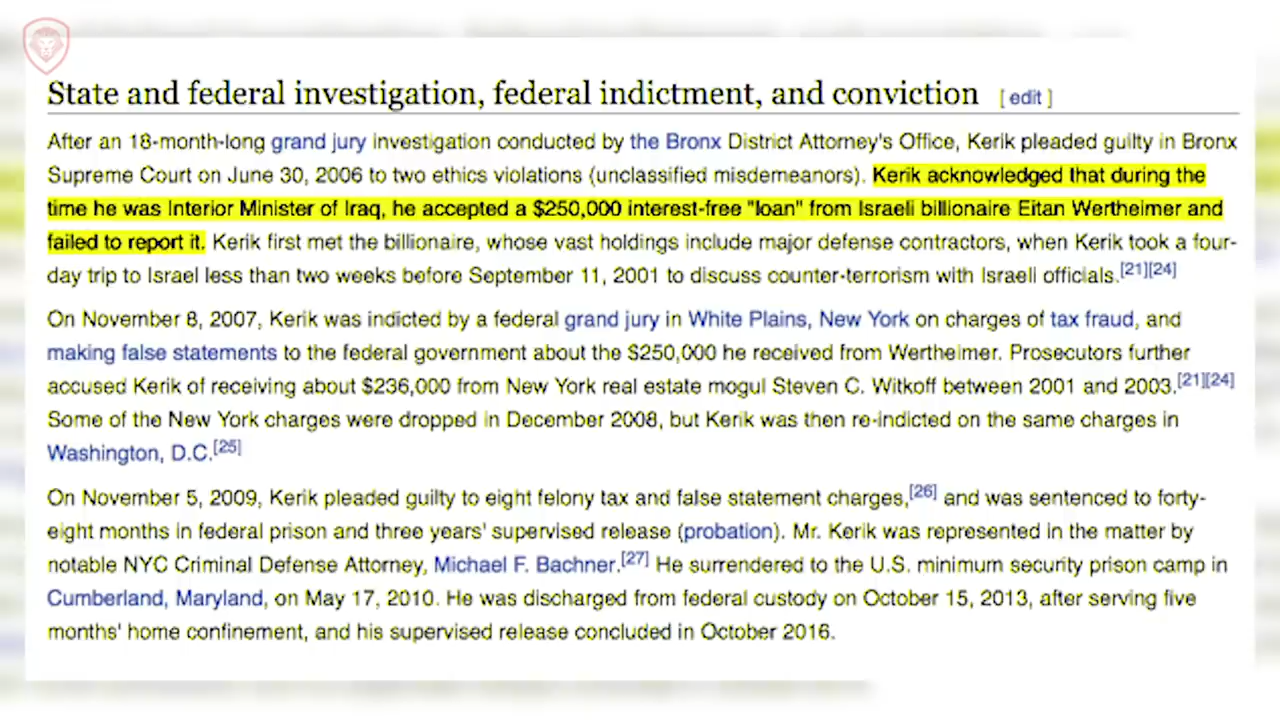 State and federal investigation, federal indictment, and conviction [ edit ]
After an 18-month-long grand jury investigation conducted by the Bronx District Attorney's Office, Kerik pleaded guilty in Bronx
Supreme Court on June 30, 2006 to two ethics violations (unclassified misdemeanors). Kerik acknowledged that during the
time he was Interior Minister of Iraq, he accepted a $250,000 interest-free "loan" from Israeli billionaire Eitan Wertheimer and
failed to report it. Kerik first met the billionaire, whose vast holdings include major defense contractors, when Kerik took a four-
day trip to Israel less than two weeks before September 11, 2001 to discuss counter-terrorism with Israeli officials.[21][24]
On November 8, 2007, Kerik was indicted by a federal grand jury in White Plains, New York on charges of tax fraud, and
making false statements to the federal government about the $250,000 he received from Wertheimer. Prosecutors further
accused Kerik of receiving about $236,000 from New York real estate mogul Steven C. Witkoff between 2001 and 2003.[21][24]
Some of the New York charges were dropped in December 2008, but Kerik was then re-indicted on the same charges in
Washington, D.C.[25]
On November 5, 2009, Kerik pleaded guilty to eight felony tax and false statement charges,[26] and was sentenced to forty-
eight months in federal prison and three years' supervised release (probation). Mr. Kerik was represented in the matter by
notable NYC Criminal Defense Attorney, Michael F. Bachner.[27] He surrendered to the U.S. minimum security prison camp in
Cumberland, Maryland, on May 17, 2010. He was discharged from federal custody on October 15, 2013, after serving five
months' home confinement, and his supervised release concluded in October 2016.